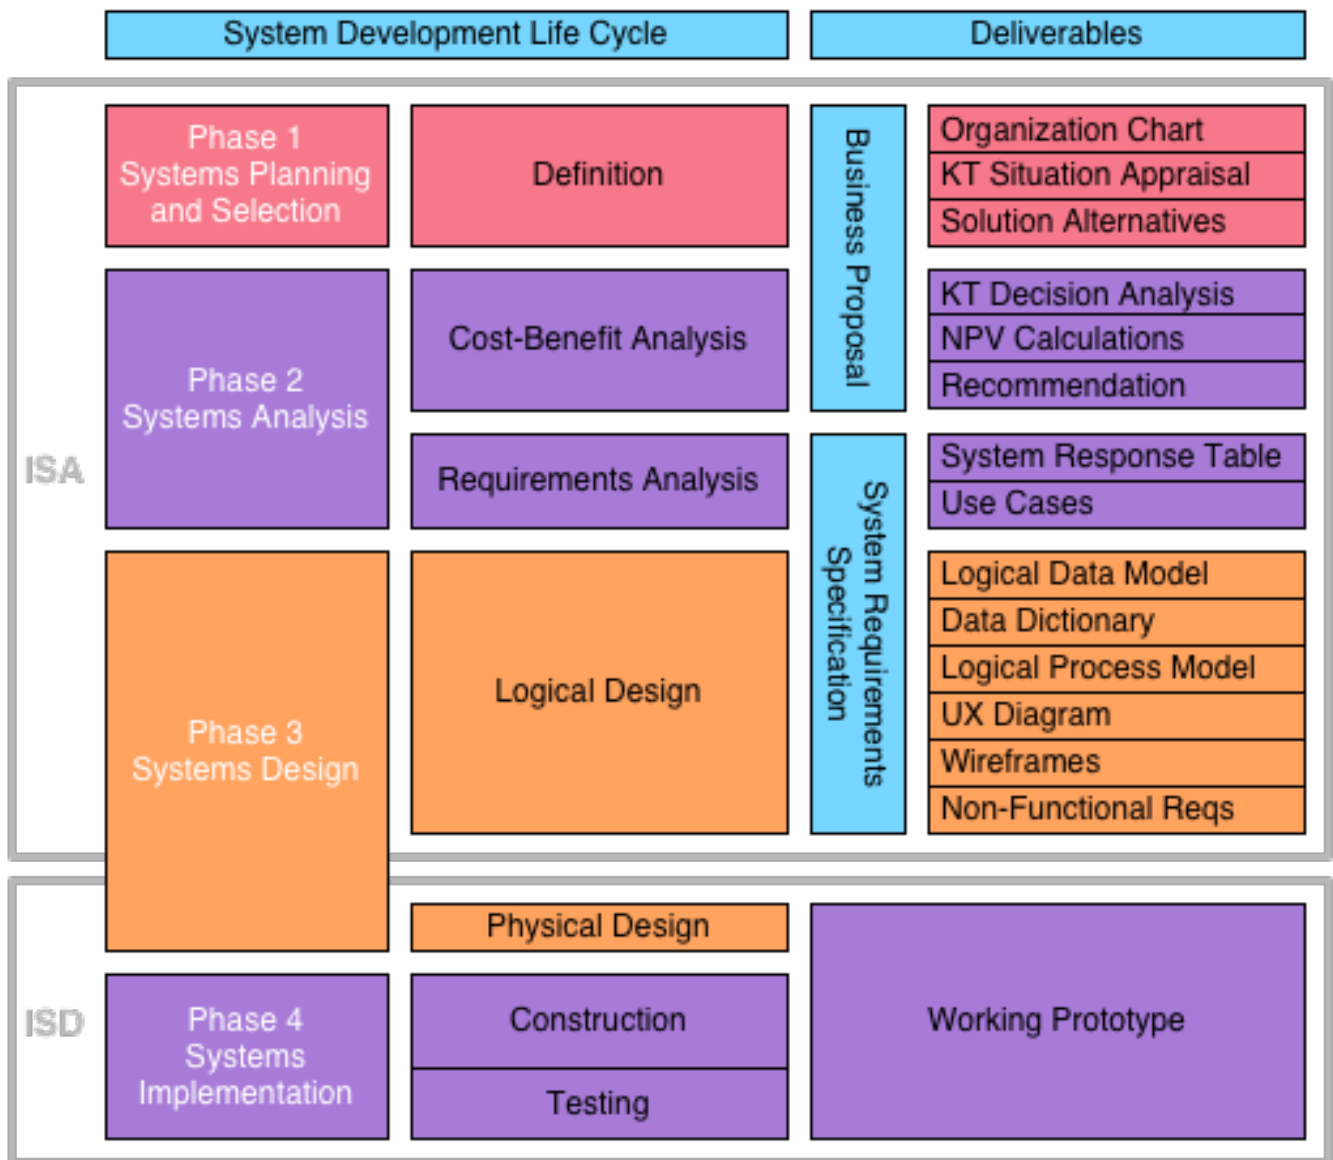 System Development Life Cycle
Deliverables
ISA
Phase 1
Systems Planning
and Selection
Definition
Business Proposal
Organization Chart
KT Situation Appraisal
Solution Alternatives
Phase 2
Systems Analysis
Cost-Benefit Analysis
KT Decision Analysis
NPV Calculations
Recommendation
Requirements Analysis
System Requirements
Specification
System Response Table
Use Cases
Phase 3
Systems Design
Logical Design
Logical Data Model
Data Dictionary
Logical Process Model
UX Diagram
Wireframes
Non-Functional Reqs
ISD
Physical Design
Phase 4
Systems
Implementation
Construction
Testing
Working Prototype